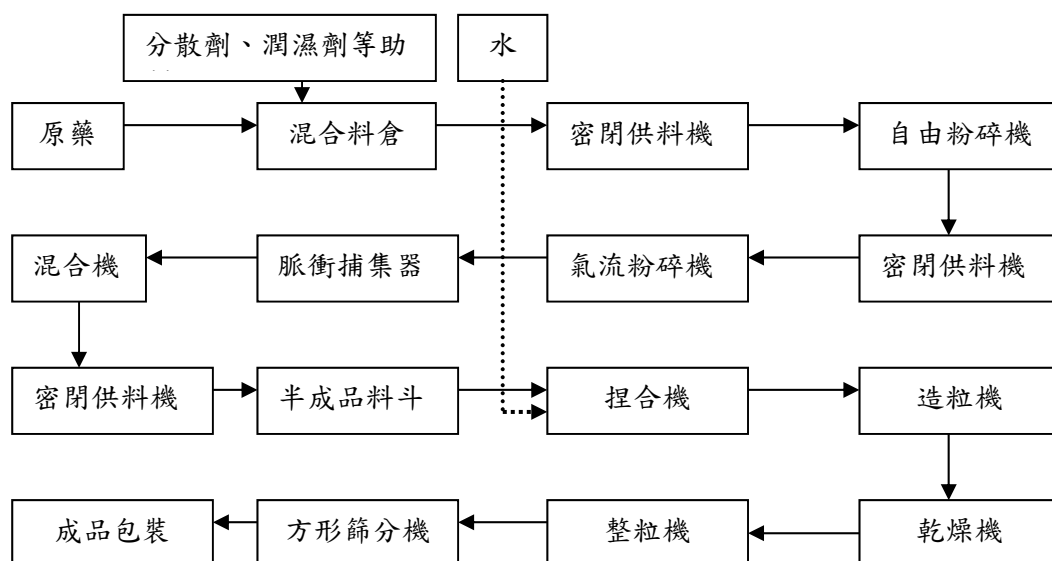 分散劑、潤濕劑等助
水
原藥
混合料倉
密閉供料機
自由粉碎機
混合機
脈衝捕集器
氣流粉碎機
密閉供料機
密閉供料機
半成品料斗
捏合機
造粒機
成品包裝
方形篩分機
整粒機
乾燥機